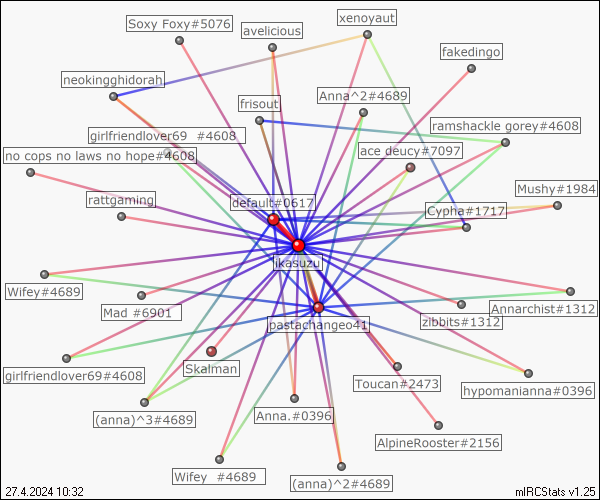 xenoyaut
Soxy Foxy#5076
avelicious
fakedingo
neokingghidorah
Anna^2#4689
frisout
ramshackle gorey#4608
girlfriendlover69 #4608
ace deucy#7097
no cops no laws no hope#4608
Mushy#1984
rattgaming
default#0617
Cypha#1717
ikasuzu
Wifey#4689
Annarchist#1312
Mad #6901
zibbits#1312
pastachangeo41
Skalman
girlfriendlover69#4608
Toucan#2473
hypomanianna#0396
(anna)^3#4689
Anna.#0396
AlpineRooster#2156
Wifey #4689
(anna)^2#4689
27.4.2024 10:32
mIRCStats v1.25